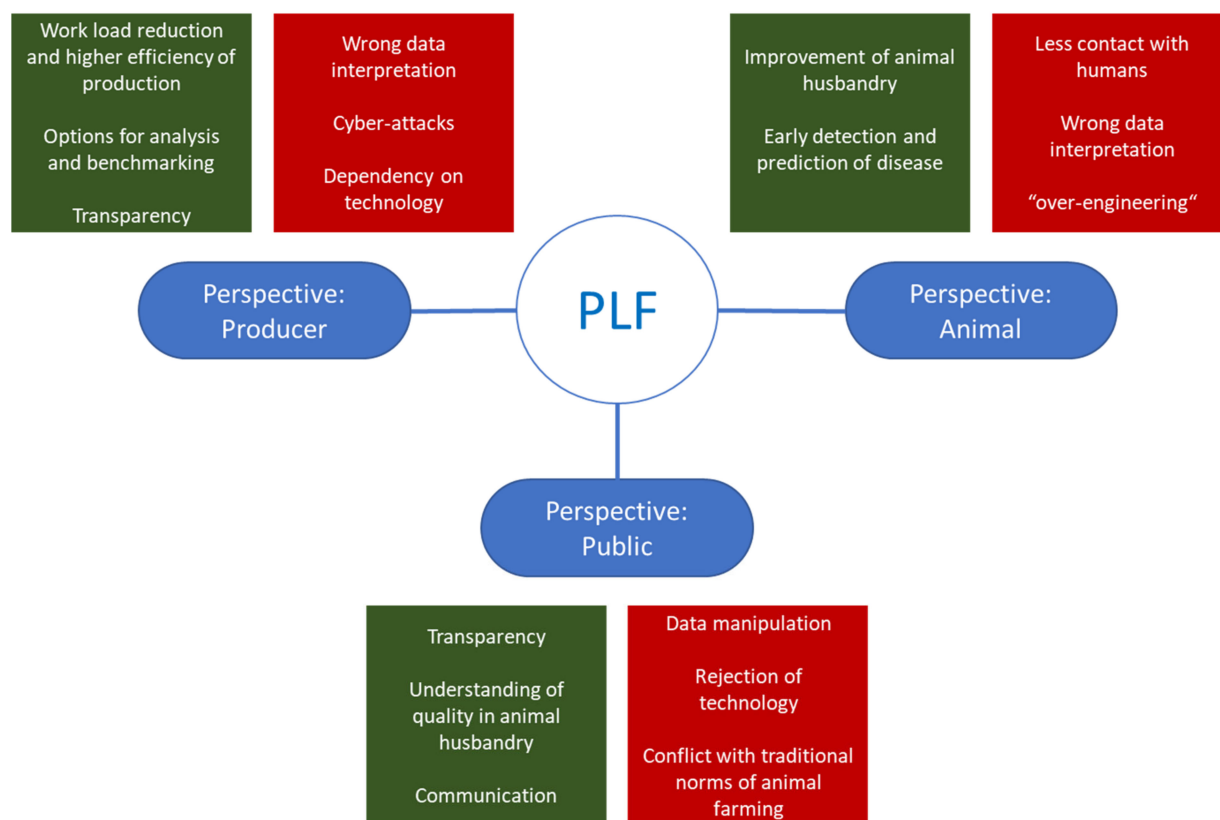 Work load reduction
and higher efficiency of
production
Options for analysis
and benchmarking
Transparency
Wrong data
interpretation
Cyber-attacks
Dependency on
technology
Improvement of animal
husbandry
Early detection and
prediction of disease
Less contact with
humans
Wrong data
interpretation
“over-engineering“
Perspective:
Producer
PLF
Perspective:
Animal
Perspective:
Public
Transparency
Understanding of
quality in animal
husbandry
Communication
Data manipulation
Rejection of
technology
Conflict with traditional
norms of animal
farming